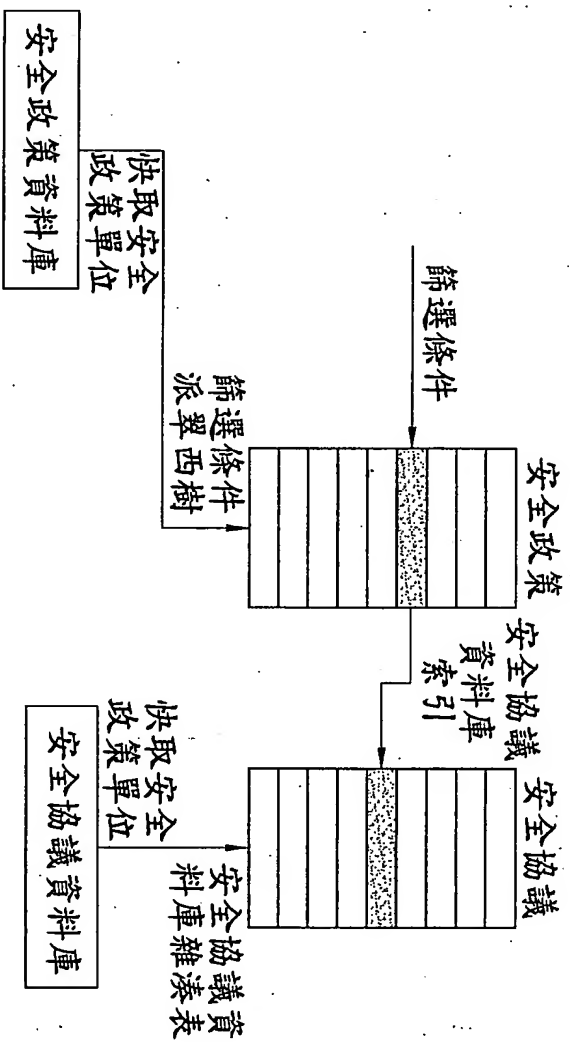 安全政策
安全協議
篩選條件
安全協議
資料庫
索引
篩選條件
派翠西樹
快取安全
政策單位
快取安全
政策單位
安全協議資
料庫雜湊表
安全政策資料庫
安全協議資料庫